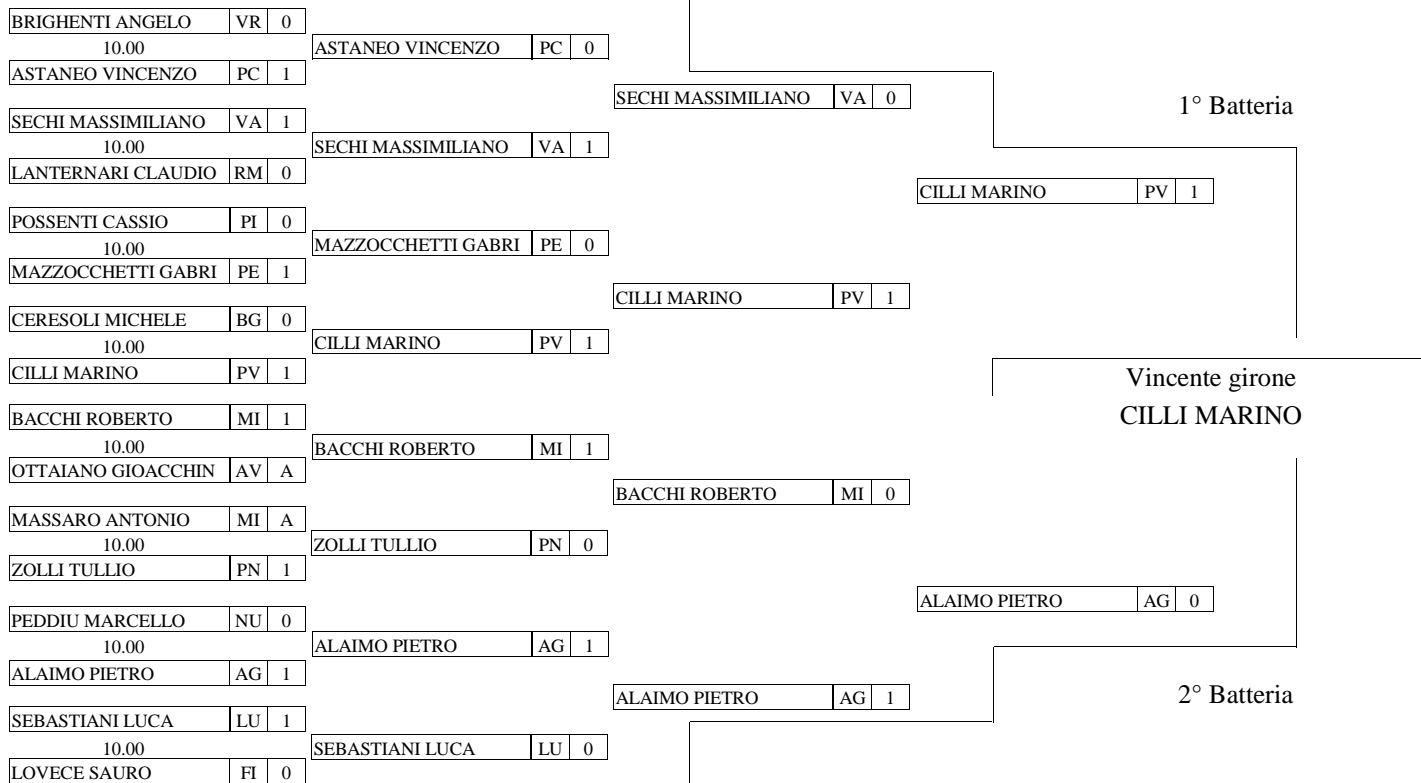 BRIGHENTI ANGELO VR 0
10.00
ASTANEO VINCENZO PC 1
SECHI MASSIMILIANO VA 1
10.00
LANTERNARI CLAUDIO RM 0
POSSENTI CASSIO PI 0
10.00
MAZZOCCHETTI GABRI PE 1
CERESOLI MICHELE BG 0
10.00
CILLI MARINO PV 1
BACCHI ROBERTO MI 1
10.00
OTTAIANO GIOACCHIN AV A
MASSARO ANTONIO MI A
10.00
ZOLLI TULLIO PN 1
PEDDIU MARCELLO NU 0
10.00
ALAIMO PIETRO AG 1
SEBASTIANI LUCA LU 1
10.00
LOVECE SAURO FI 0
ASTANEO VINCENZO PC 0
SECHI MASSIMILIANO VA 1
MAZZOCCHETTI GABRI PE 0
CILLI MARINO PV 1
BACCHI ROBERTO MI 1
ZOLLI TULLIO PN 0
ALAIMO PIETRO AG 1
SEBASTIANI LUCA LU 0
SECHI MASSIMILIANO VA 0
CILLI MARINO PV 1
BACCHI ROBERTO MI 0
ALAIMO PIETRO AG 1
1° Batteria
CILLI MARINO PV 1
Vincente girone
CILLI MARINO
ALAIMO PIETRO AG 0
2° Batteria